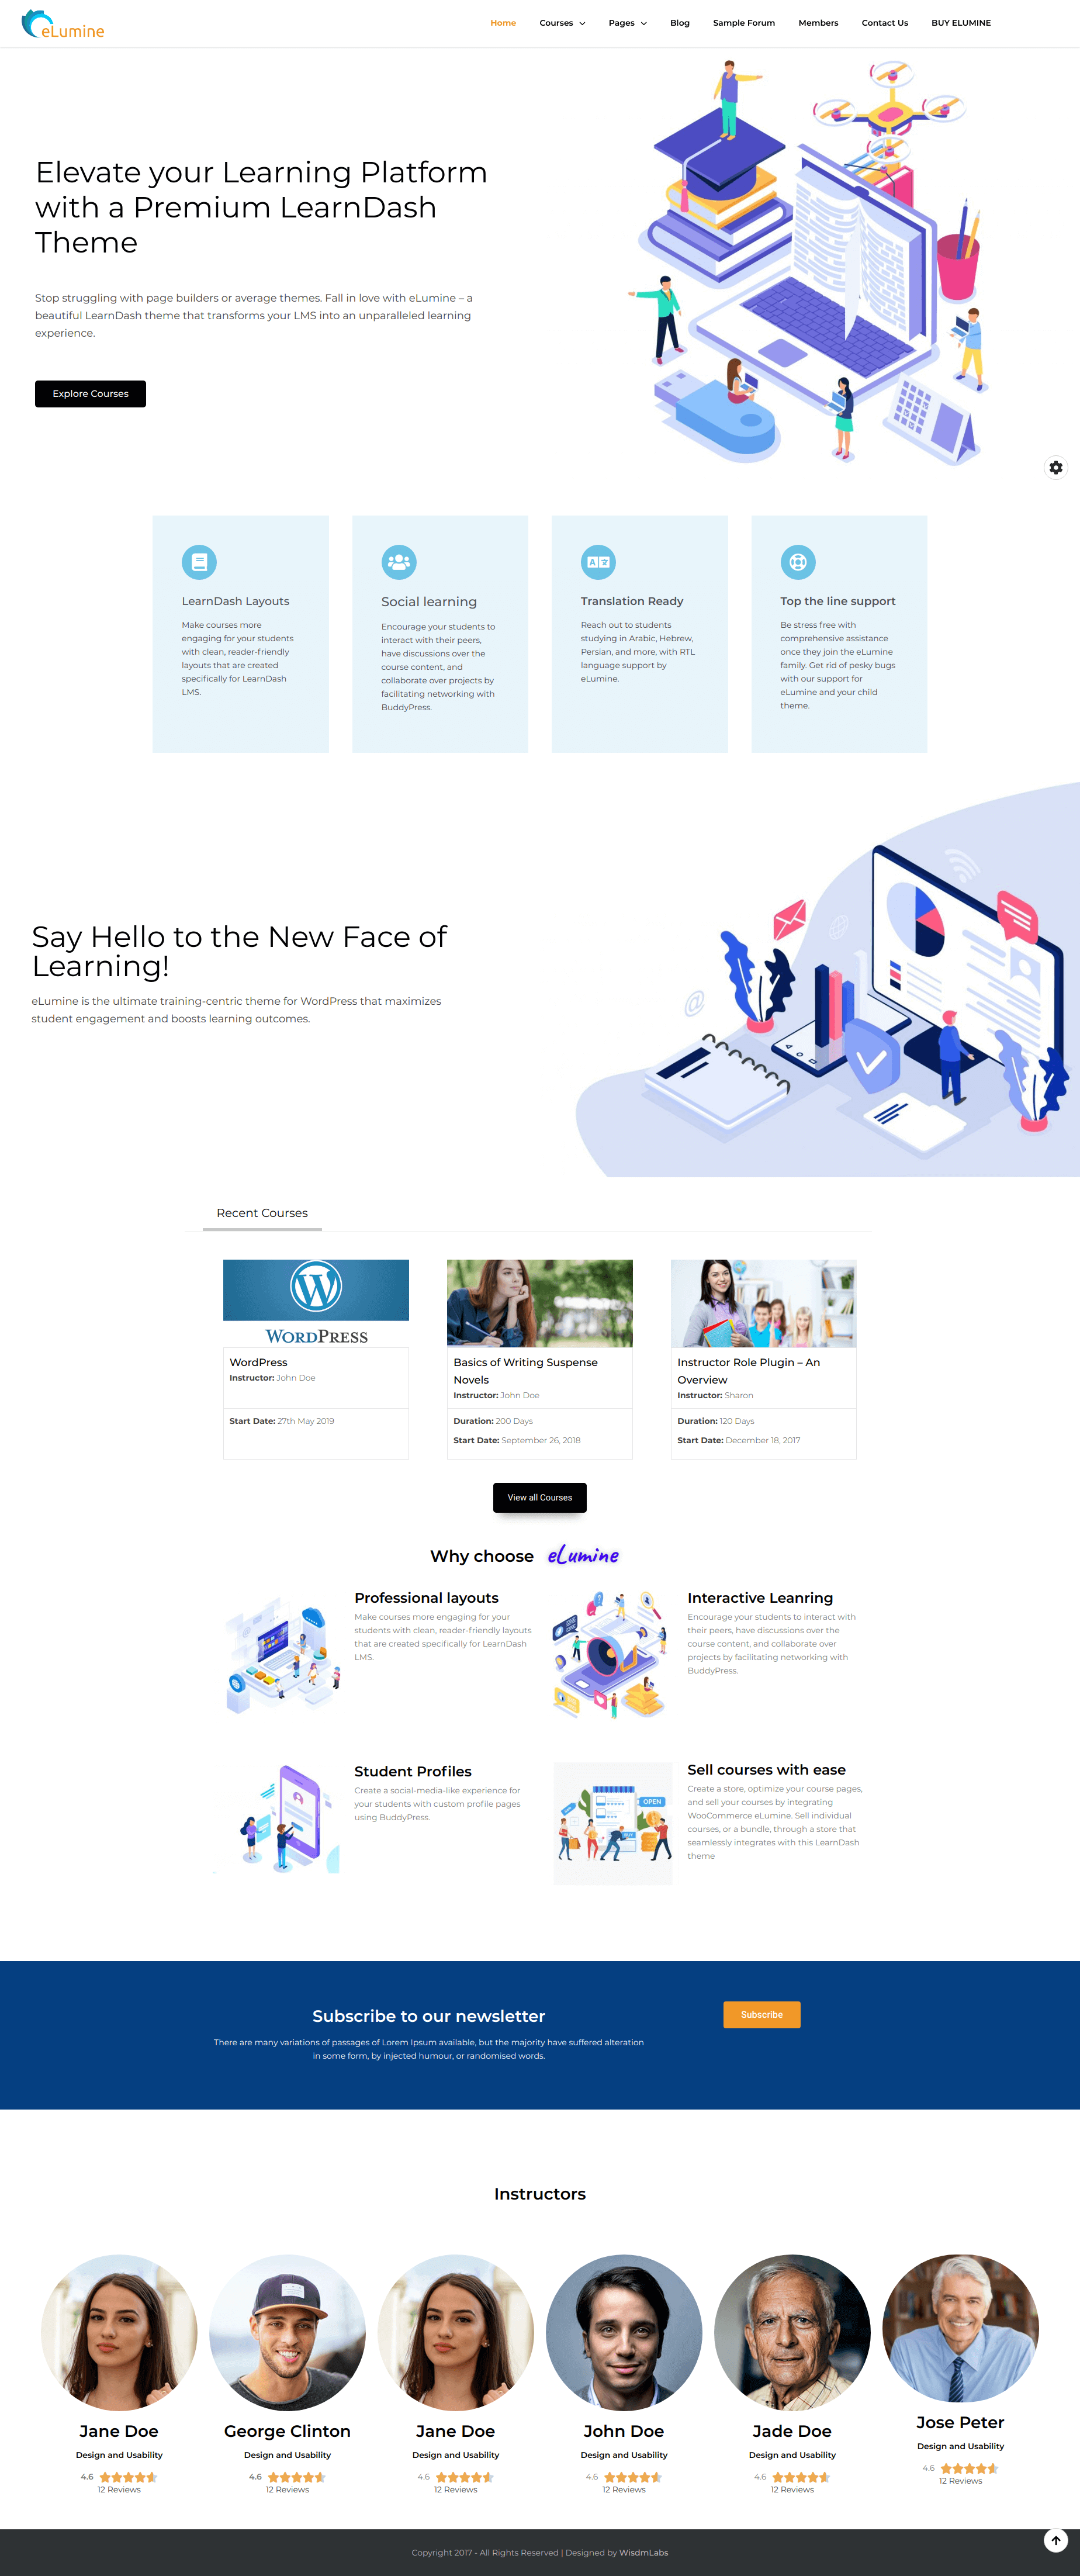 eLumine
Home Courses Pages Blog Sample Forum Members Contact Us BUY ELUMINE
Elevate your Learning Platform
with a Premium LearnDash
Theme
Stop struggling with page builders or average themes. Fall in love with eLumine – a
beautiful LearnDash theme that transforms your LMS into an unparalleled learning
experience.
Explore Courses
LearnDash Layouts
Make courses more
engaging for your students
with clean, reader-friendly
layouts that are created
specifically for LearnDash
LMS.
Social learning
Encourage your students to
interact with their peers,
have discussions over the
course content, and
collaborate over projects by
facilitating networking with
BuddyPress.
Translation Ready
Reach out to students
studying in Arabic, Hebrew,
Persian, and more, with RTL
language support by
eLumine.
Top the line support
Be stress free with
comprehensive assistance
once they join the eLumine
family. Get rid of pesky bugs
with our support for
eLumine and your child
theme.
Say Hello to the New Face of
Learning!
eLumine is the ultimate training-centric theme for WordPress that maximizes
student engagement and boosts learning outcomes.
Recent Courses
WORDPRESS
WordPress
Instructor: John Doe
Start Date: 27th May 2019
Basics of Writing Suspense
Novels
Instructor: John Doe
Duration: 200 Days
Start Date: September 26, 2018
Instructor Role Plugin – An
Overview
Instructor: Sharon
Duration: 120 Days
Start Date: December 18, 2017
View all Courses
Why choose eLumine
Professional layouts
Make courses more engaging for your
students with clean, reader-friendly layouts
that are created specifically for LearnDash
LMS.
Interactive Leanring
Encourage your students to interact with
their peers, have discussions over the
course content, and collaborate over
projects by facilitating networking with
BuddyPress.
Student Profiles
Create a social-media-like experience for
your students with custom profile pages
using BuddyPress.
OPEN
BUY
Sell courses with ease
Create a store, optimize your course pages,
and sell your courses by integrating
WooCommerce eLumine. Sell individual
courses, or a bundle, through a store that
seamlessly integrates with this LearnDash
theme
Subscribe to our newsletter
There are many variations of passages of Lorem Ipsum available, but the majority have suffered alteration
in some form, by injected humour, or randomised words.
Subscribe
Instructors
Jane Doe
Design and Usability
4.6
12 Reviews
George Clinton
Design and Usability
4.6
12 Reviews
Jane Doe
Design and Usability
4.6
12 Reviews
John Doe
Design and Usability
4.6
12 Reviews
Jade Doe
Design and Usability
4.6
12 Reviews
Jose Peter
Design and Usability
4.6
12 Reviews
Copyright 2017 - All Rights Reserved | Designed by WisdmLabs